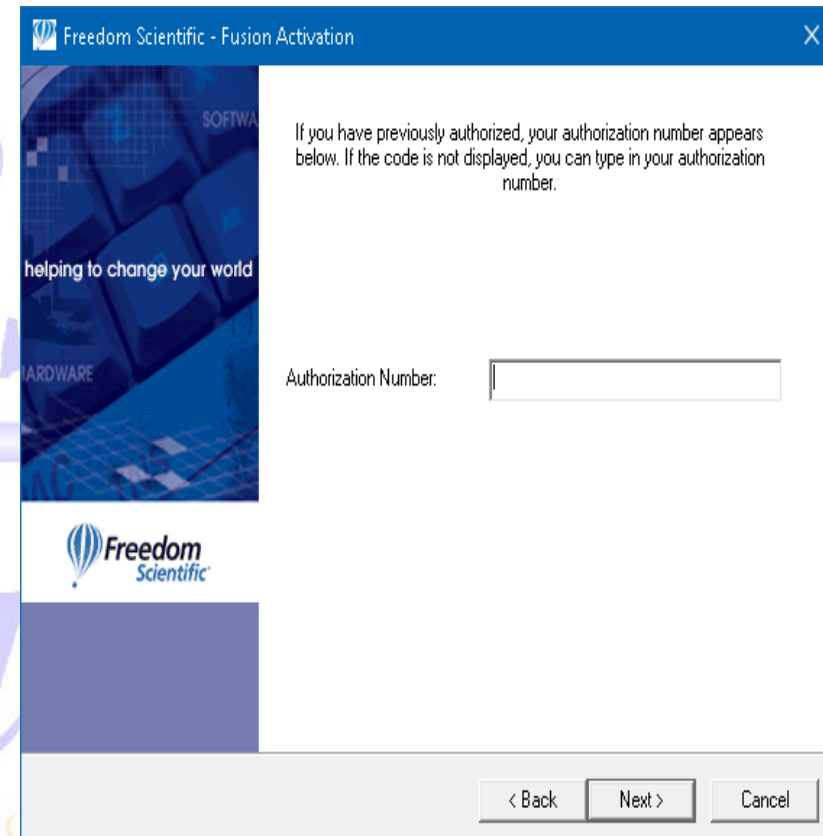 Freedom Scientific - Fusion Activation
SOFTWA
If you have previously authorized, your authorization number appears
below. If the code is not displayed, you can type in your authorization
number.
helping to change your world
HARDWARE
Authorization Number:
Freedom
Scientific
< Back
Next >
Cancel